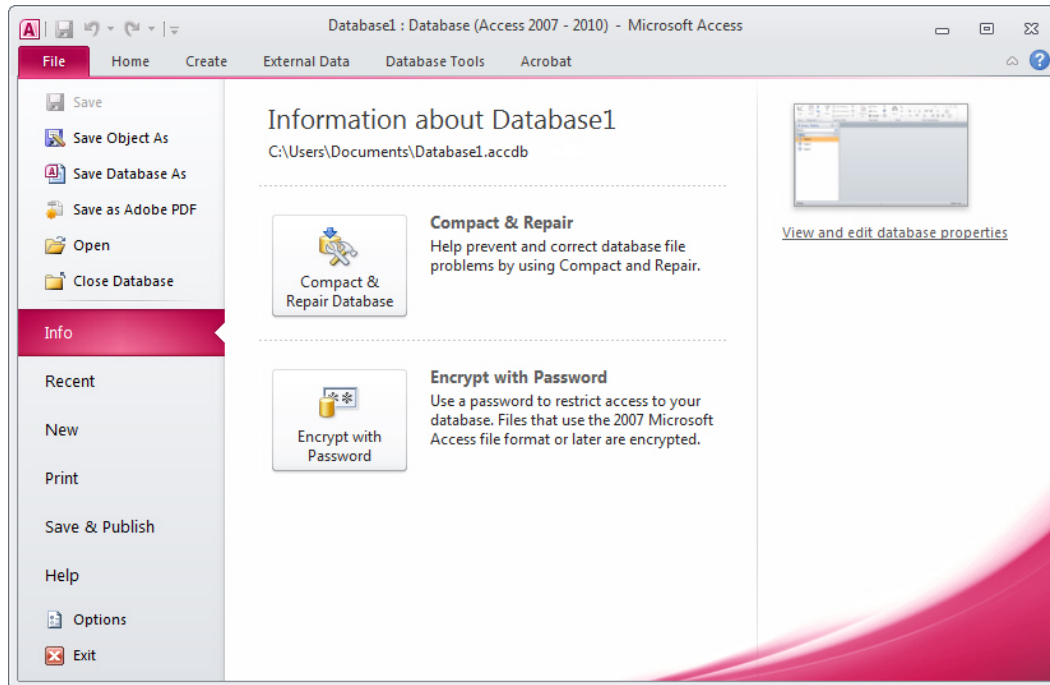 Database1 : Database (Access 2007 - 2010) - Microsoft Access
File Home Create External Data Database Tools Acrobat
Save
Save Object As
Save Database As
Save as Adobe PDF
Open
Close Database
Info
Recent
New
Print
Save & Publish
Help
Options
Exit
Information about Database1
C:\Users\Documents\Database1.accdb
Compact &
Repair Database
Compact & Repair
Help prevent and correct database file
problems by using Compact and Repair.
Encrypt with
Password
Encrypt with Password
Use a password to restrict access to your
database. Files that use the 2007 Microsoft
Access file format or later are encrypted.
View and edit database properties